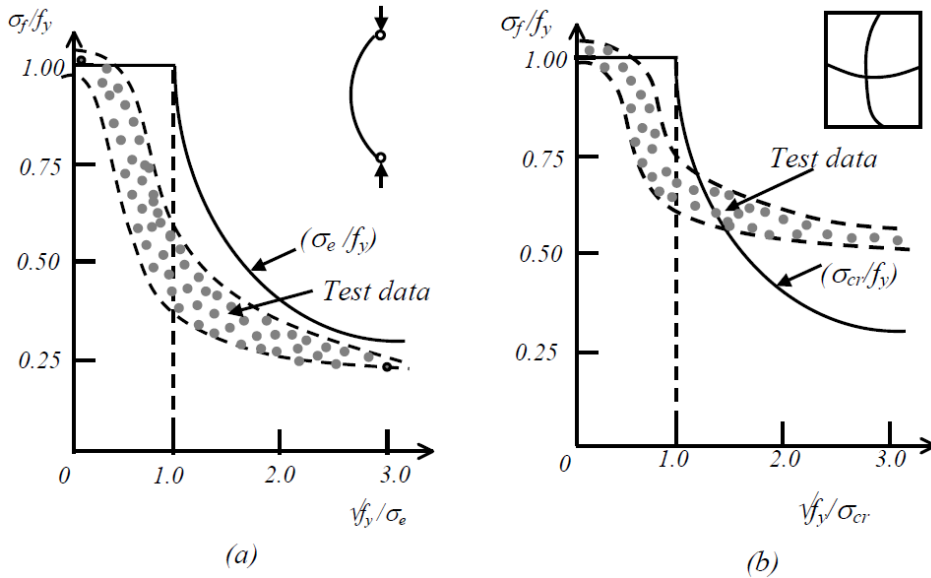 σf/fy
1.00
0.75
0.50
0.25
0
1.0
2.0
3.0
(σe /fy)
Test data
√fy/σe
(a)
σf/fy
1.00
0.75
0.50
0.25
0
1.0
2.0
3.0
Test data
(σcr/fy)
√fy/σcr
(b)